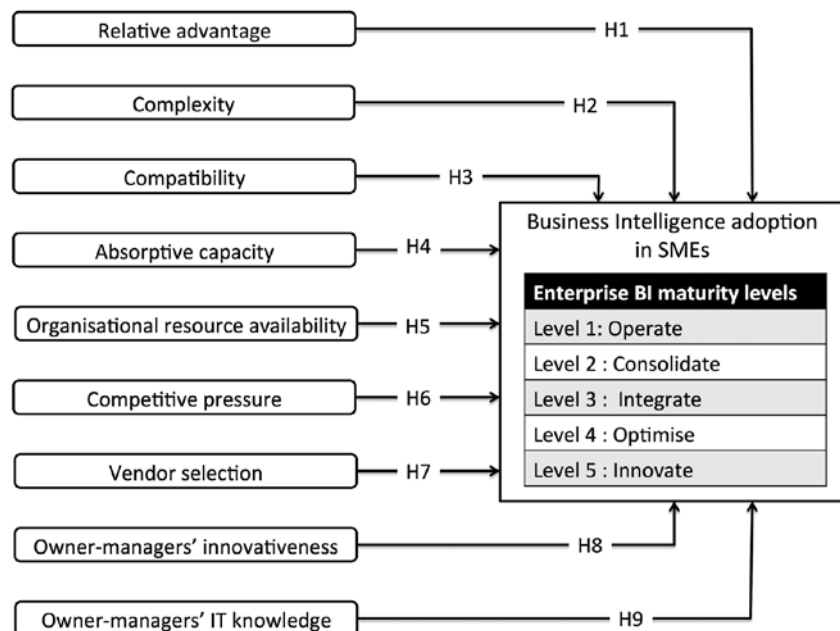 Relative advantage
H1
Complexity
H2
Compatibility
H3
Absorptive capacity
H4
Organisational resource availability
H5
Competitive pressure
H6
Vendor selection
H7
Owner-managers’ innovativeness
H8
Owner-managers’ IT knowledge
H9
Business Intelligence adoption
in SMEs
Enterprise BI maturity levels
Level 1: Operate
Level 2 : Consolidate
Level 3 : Integrate
Level 4 : Optimise
Level 5 : Innovate